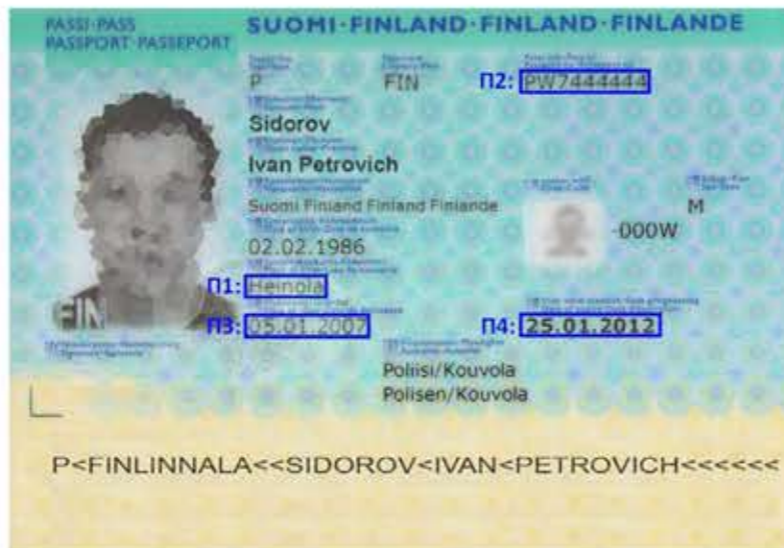 PASSI·PASS
PASSPORT·PASSEPORT
SUOMI·FINLAND·FINLAND·FINLANDE
P FIN П2: PW7444444
Sidorov
Ivan Petrovich
Suomi Finland Finland Finlande
M
-000W
02.02.1986
П1: Heinola
FIN
П3: 05.01.2007 П4: 25.01.2012
Poliisi/Kouvola
Polisen/Kouvola
P<FINLINNALA<<SIDOROV<IVAN<PETROVICH<<<<<<